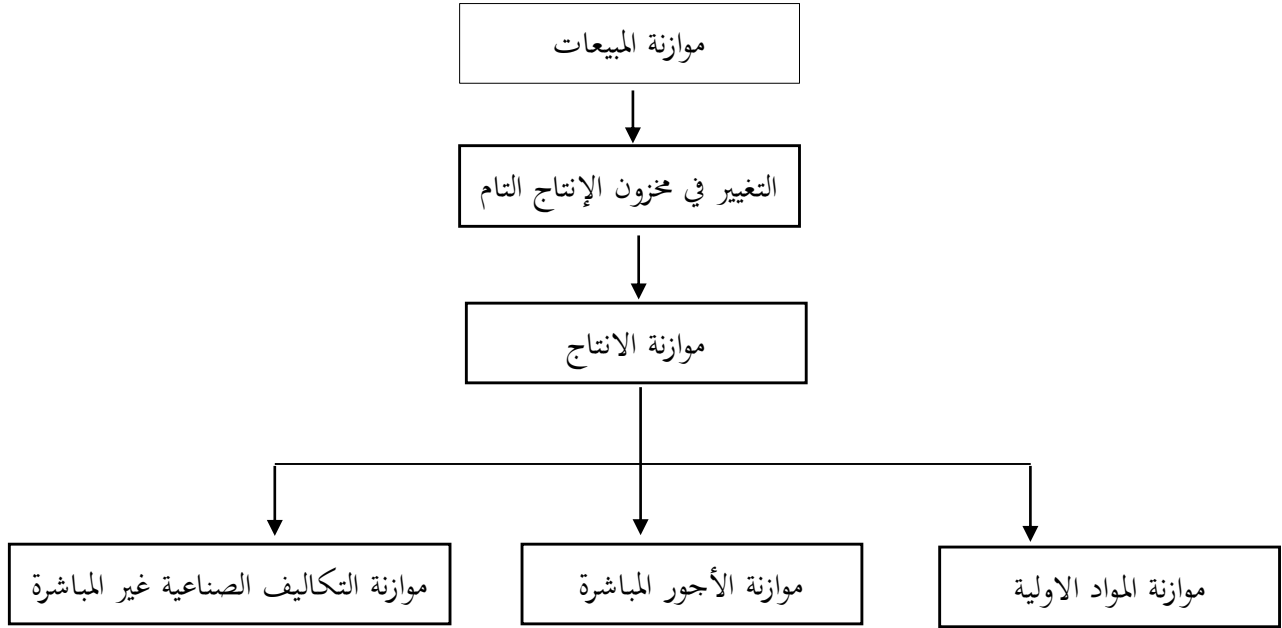 موازنة المبيعات
التغيير في مخزون الإنتاج التام
موازنة الانتاج
موازنة المواد الاولية
موازنة الأجور المباشرة
موازنة التكاليف الصناعية غير المباشرة